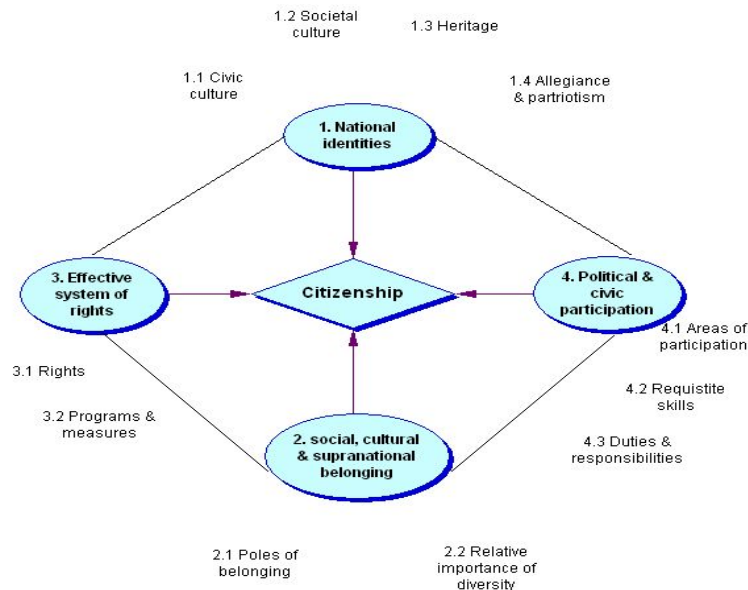 1.2 Societal
culture
1.3 Heritage
1.1 Civic
culture
1.4 Allegiance
& partriotism
1. National
identities
3. Effective
system of
rights
Citizenship
4. Political &
civic
participation
4.1 Areas of
participation
3.1 Rights
3.2 Programs &
measures
4.2 Requistite
skills
2. social, cultural
& supranational
belonging
4.3 Duties &
responsibilities
2.1 Poles of
belonging
2.2 Relative
importance of
diversity